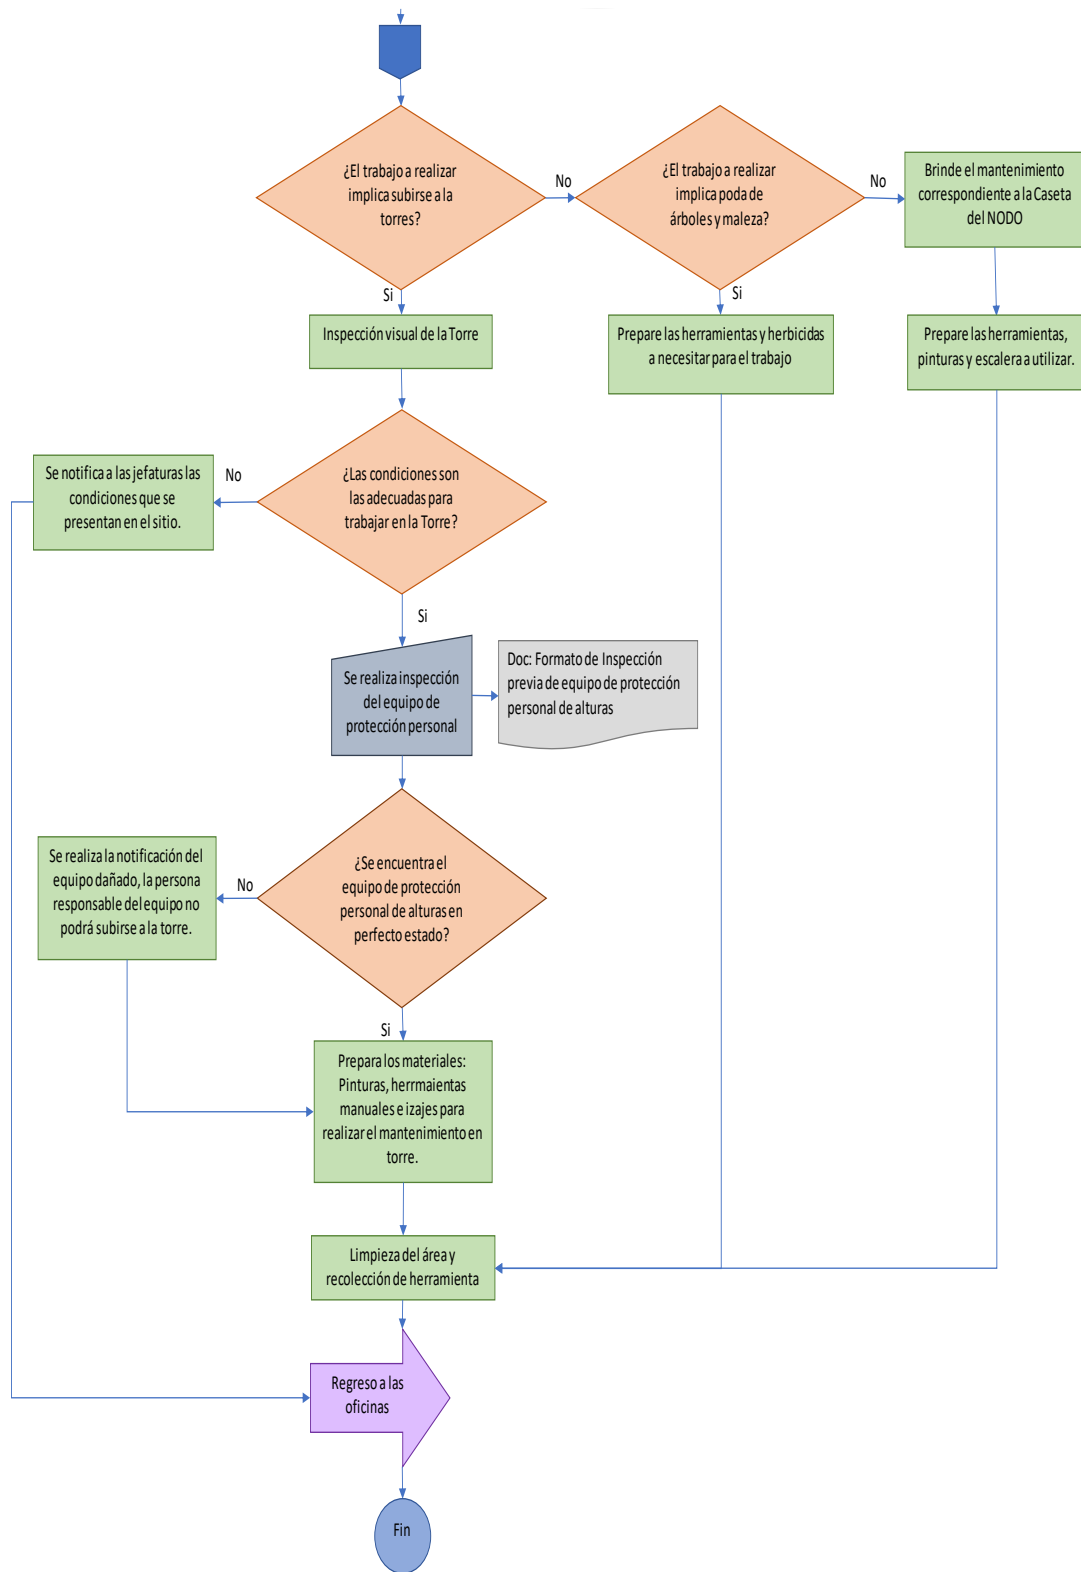 ¿El trabajo a realizar
implica subirse a la
torres?
No
¿El trabajo a realizar
implica poda de
árboles y maleza?
No
Brinde el mantenimiento
correspondiente a la Caseta
del NODO
Si
Si
Inspección visual de la Torre
Prepare las herramientas y herbicidas
a necesitar para el trabajo
Prepare las herramientas,
pinturas y escalera a utilizar.
Se notifica a las jefaturas las
condiciones que se
presentan en el sitio.
No
¿Las condiciones son
las adecuadas para
trabajar en la Torre?
Si
Se realiza inspección
del equipo de
protección personal
Doc: Formato de Inspección
previa de equipo de protección
personal de alturas
Se realiza la notificación del
equipo dañado, la persona
responsable del equipo no
podrá subirse a la torre.
No
¿Se encuentra el
equipo de protección
personal de alturas en
perfecto estado?
Si
Prepara los materiales:
Pinturas, herrmaientas
manuales e izajes para
realizar el mantenimiento en
torre.
Limpieza del área y
recolección de herramienta
Regreso a las
oficinas
Fin